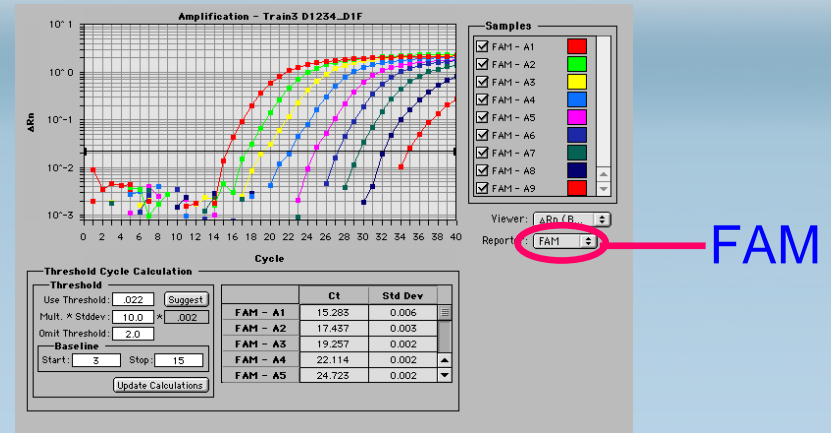 Amplification - Train3 D1234_D1F
10^ 1
10^ 0
10^-1
10^-2
10^-3
ΔRn
0 2 4 6 8 10 12 14 16 18 20 22 24 26 28 30 32 34 36 38 40
Cycle
Samples
FAM - A1
FAM - A2
FAM - A3
FAM - A4
FAM - A5
FAM - A6
FAM - A7
FAM - A8
FAM - A9
Viewer: ΔRn (B...
Reporter: FAM
FAM
Threshold Cycle Calculation
Threshold
Use Threshold: .022 Suggest
Mult. * Stddev: 10.0 * .002
Omit Threshold: 2.0
Baseline
Start: 3 Stop: 15
Update Calculations
Ct Std Dev
FAM - A1 15.283 0.006
FAM - A2 17.437 0.003
FAM - A3 19.257 0.002
FAM - A4 22.114 0.002
FAM - A5 24.723 0.002